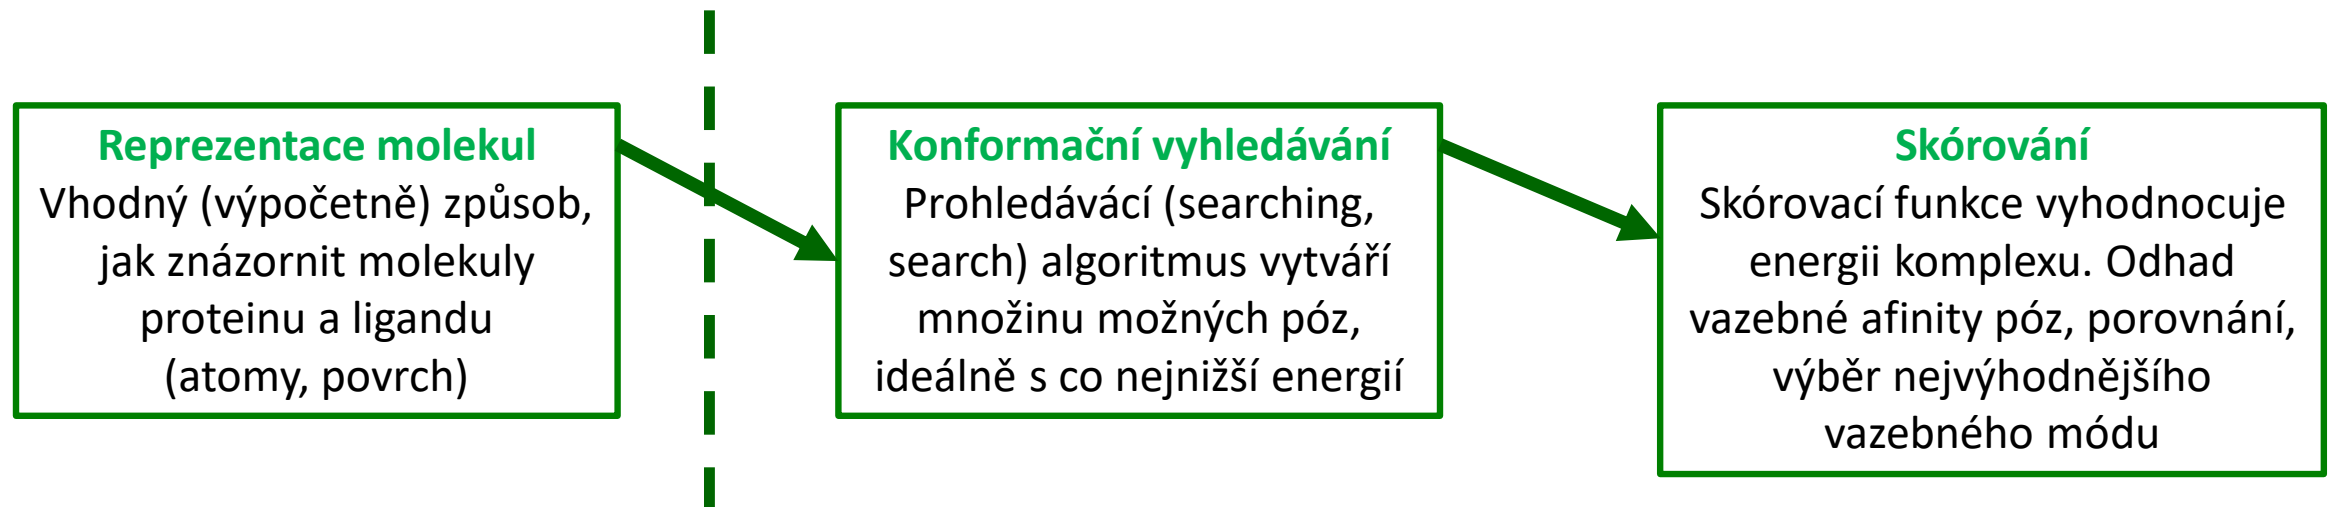 Reprezentace molekul
Vhodný (výpočetně) způsob,
jak znázornit molekuly
proteinu a ligandu
(atomy, povrch)
Konformační vyhledávání
Prohledávácí (searching,
search) algoritmus vytváří
množinu možných póz,
ideálně s co nejnižší energií
Skórování
Skórovací funkce vyhodnocuje
energii komplexu. Odhad
vazebné afinity póz, porovnání,
výběr nejvýhodnějšího
vazebného módu